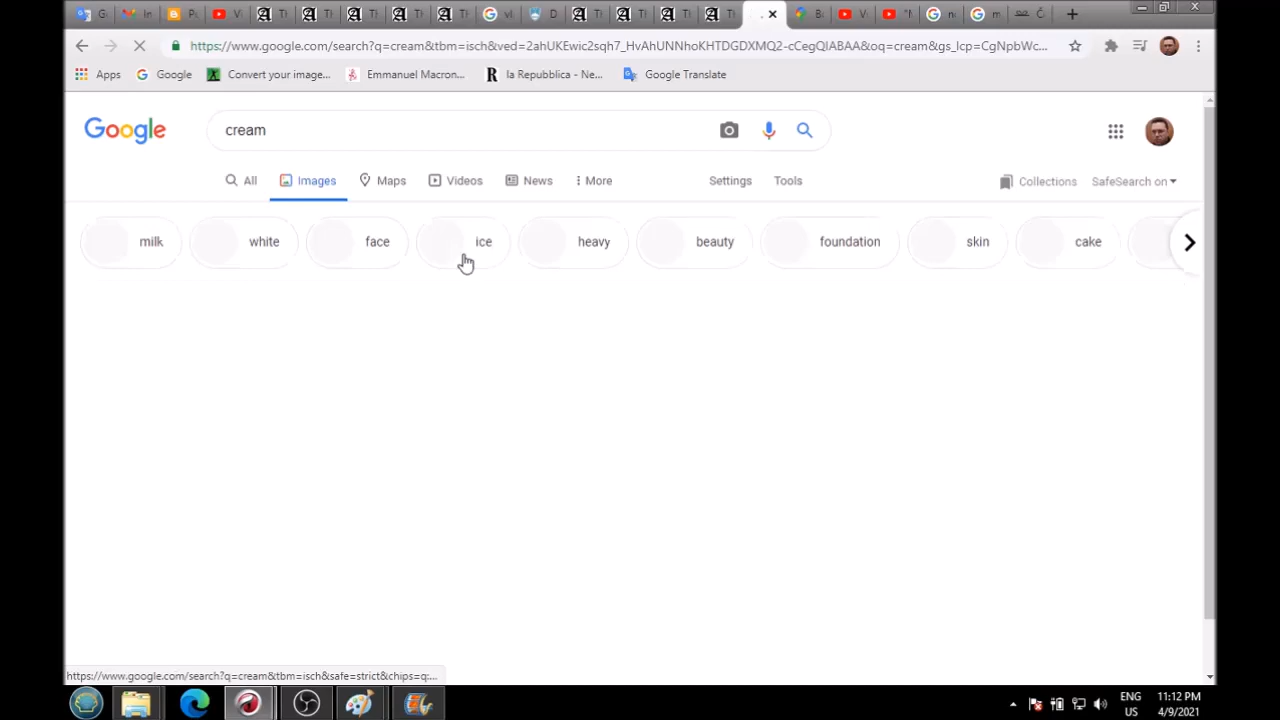 https://www.google.com/search?q=cream&tbm=isch&ved=2ahUKEwic2sqh7_HvAhUNNhoKHTDGDXMQ2-cCegQIABAA&oq=cream&gs_lcp=CgNpbWc...
Apps Google Convert your image... Emmanuel Macron... R la Repubblica - Ne... Google Translate
Google cream
All Images Maps Videos News More Settings Tools Collections SafeSearch on
milk white face ice heavy beauty foundation skin cake
https://www.google.com/search?q=cream&tbm=isch&safe=strict&chips=q:...
ENG 11:12 PM
US 4/9/2021